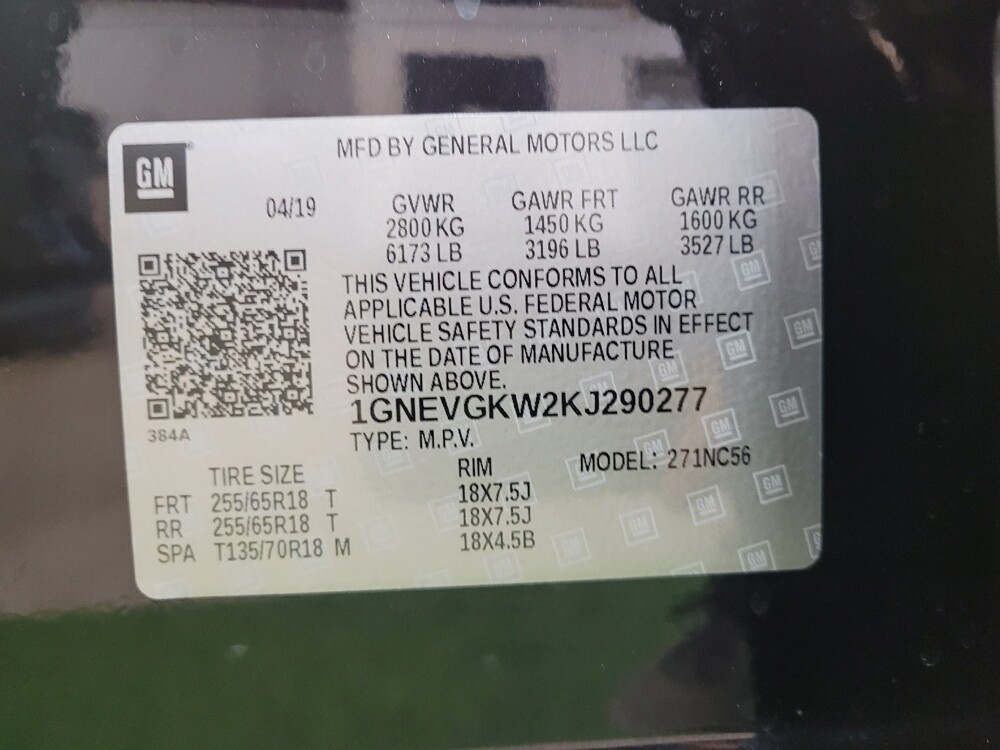 GM
MFD BY GENERAL MOTORS LLC
04/19
GVWR GAWR FRT GAWR RR
2800 KG 1450 KG 1600 KG
6173 LB 3196 LB 3527 LB
THIS VEHICLE CONFORMS TO ALL
APPLICABLE U.S. FEDERAL MOTOR
VEHICLE SAFETY STANDARDS IN EFFECT
ON THE DATE OF MANUFACTURE
SHOWN ABOVE.
1GNEVGKW2KJ290277
384A
TYPE: M.P.V.
TIRE SIZE RIM MODEL: 271NC56
FRT 255/65R18 T 18X7.5J
RR 255/65R18 T 18X7.5J
SPA T135/70R18 M 18X4.5B